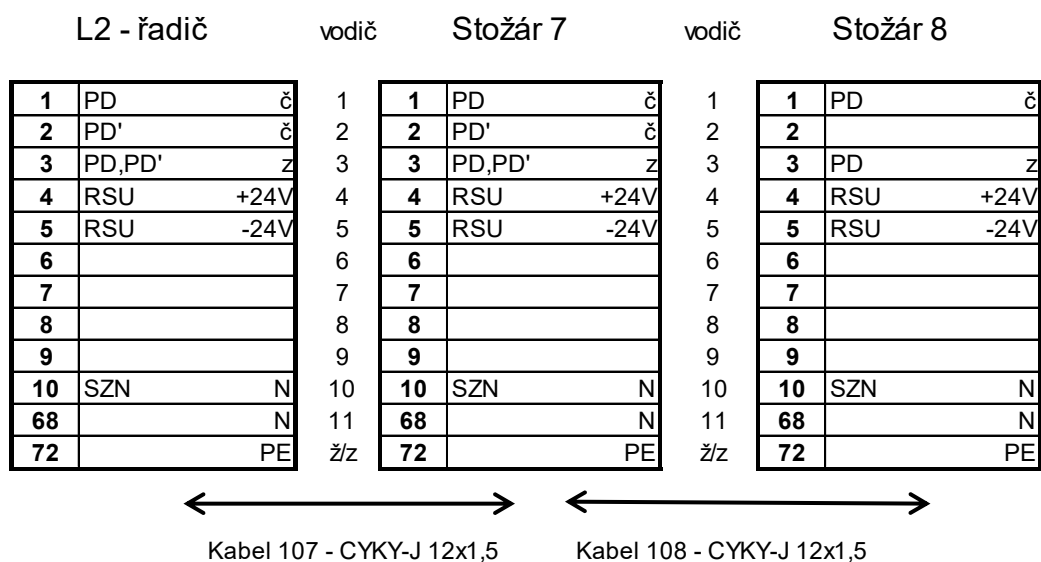 L2 - řadič vodič Stožár 7 vodič Stožár 8
1 PD č 1 1 PD č 1 1 PD č
2 PD' č 2 2 PD' č 2 2
3 PD,PD' z 3 3 PD,PD' z 3 3 PD z
4 RSU +24V 4 4 RSU +24V 4 4 RSU +24V
5 RSU -24V 5 5 RSU -24V 5 5 RSU -24V
6 6 6 6 6
7 7 7 7 7
8 8 8 8 8
9 9 9 9 9
10 SZN N 10 10 SZN N 10 10 SZN N
68 N 11 68 N 11 68 N
72 PE ž/z 72 PE ž/z 72 PE
Kabel 107 - CYKY-J 12x1,5 Kabel 108 - CYKY-J 12x1,5